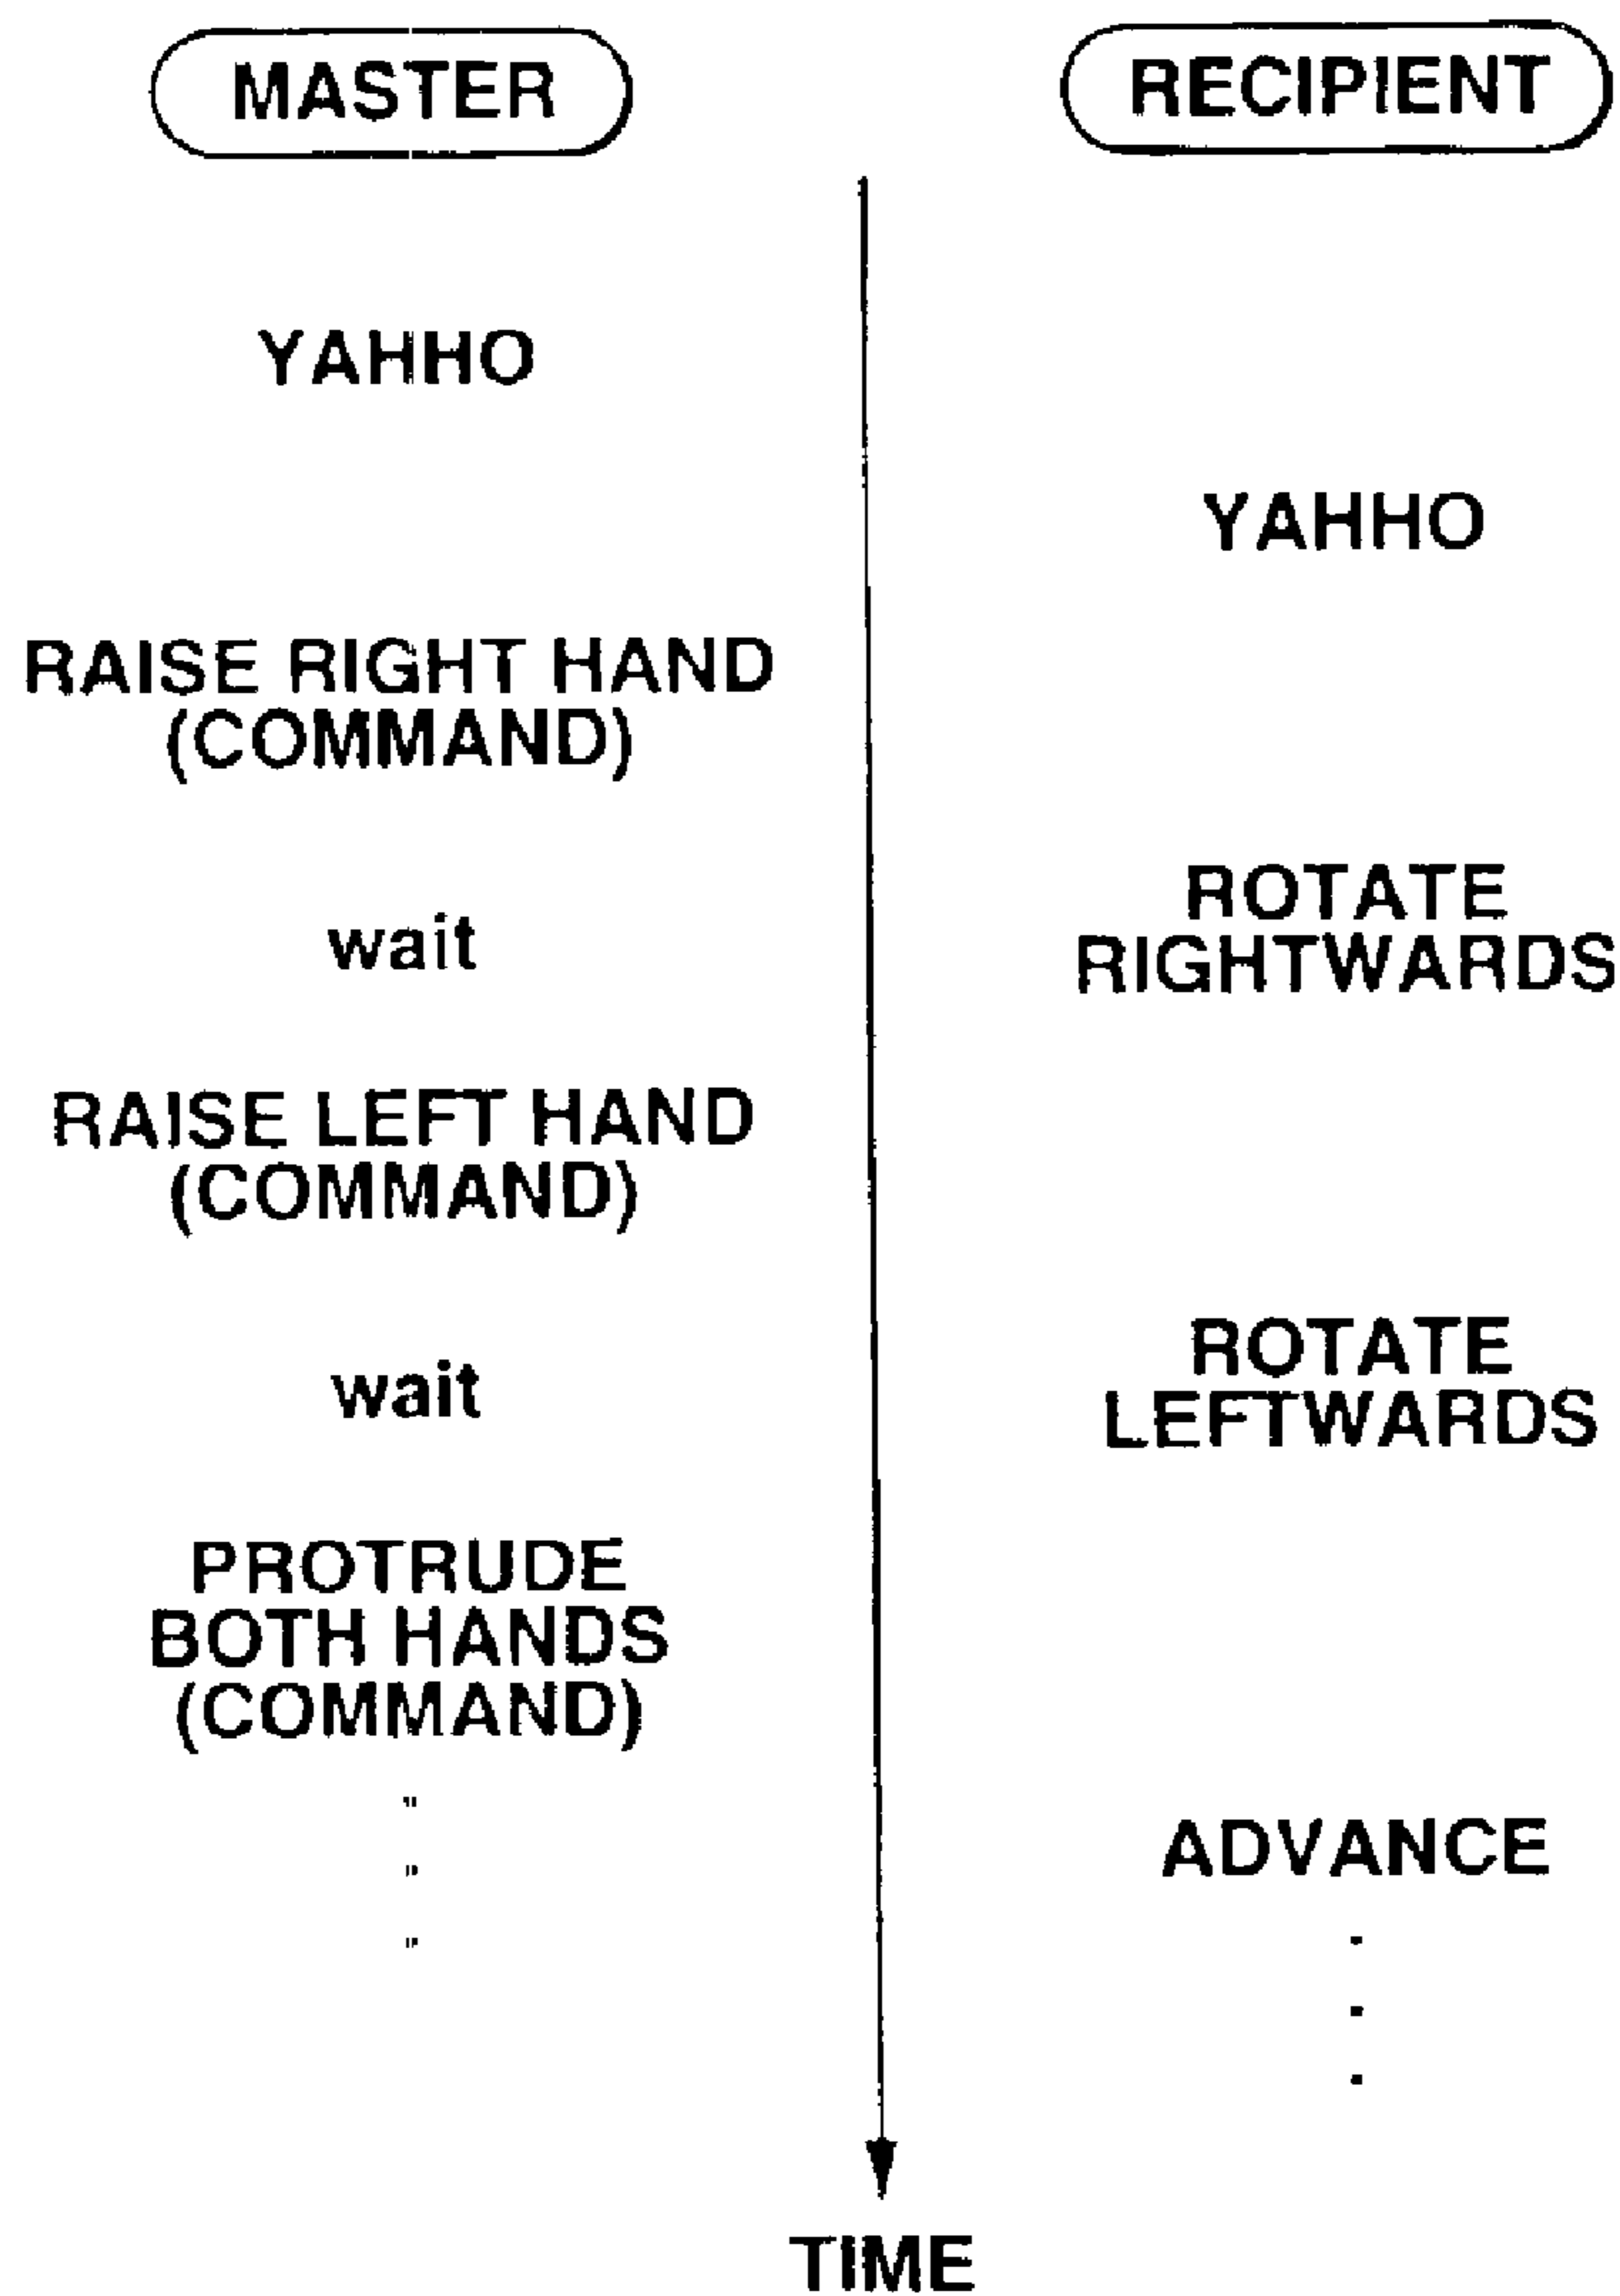 MASTER
RECIPIENT
YAHHO
YAHHO
RAISE RIGHT HAND
(COMMAND)
ROTATE
RIGHTWARDS
wait
RAISE LEFT HAND
(COMMAND)
ROTATE
LEFTWARDS
wait
PROTRUDE
BOTH HANDS
(COMMAND)
ADVANCE
TIME